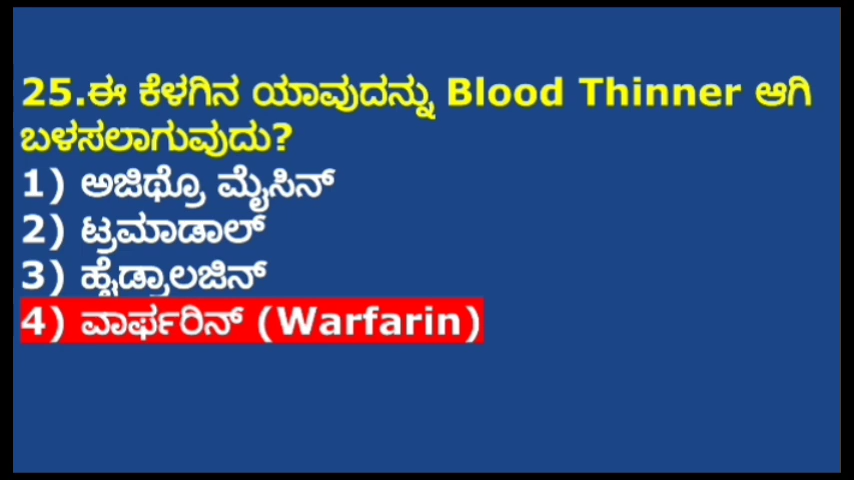 25.ಈ ಕೆಳಗಿನ ಯಾವುದನ್ನು Blood Thinner ಆಗಿ
ಬಳಸಲಾಗುವುದು?
1) ಅಜಿಥ್ರೊ ಮೈಸಿನ್
2) ಟ್ರಮಾಡಾಲ್
3) ಹೈಡ್ರಾಲಜಿನ್
4) ವಾರ್ಫರಿನ್ (Warfarin)